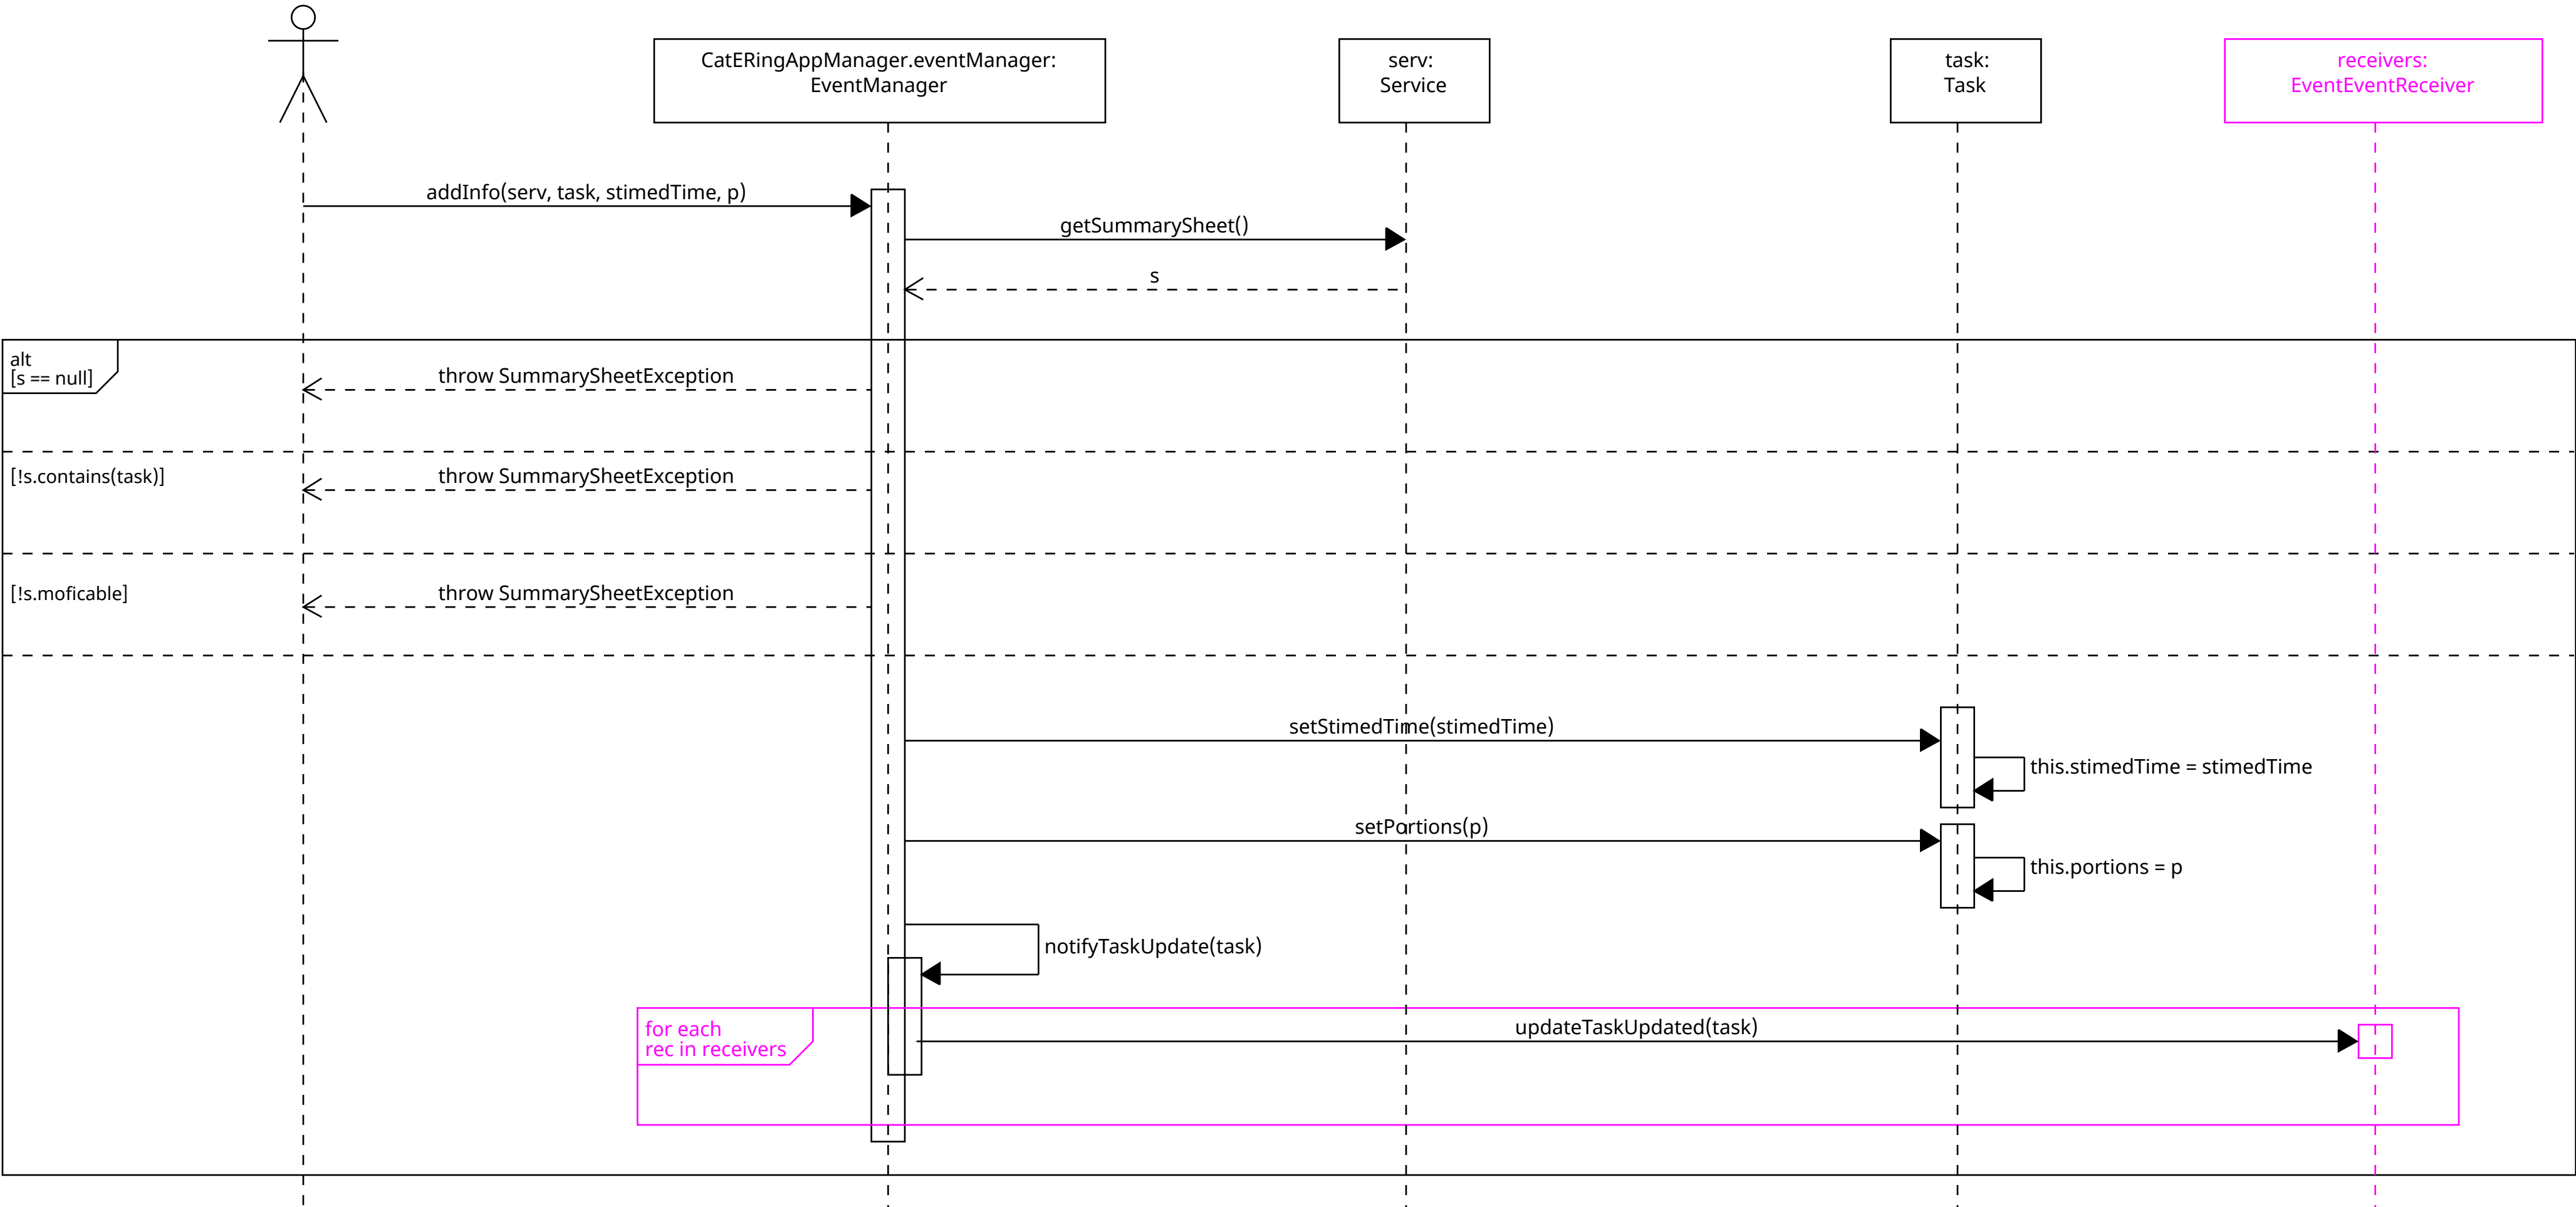 CatERingAppManager.eventManager:
EventManager
serv:
Service
task:
Task
receivers:
EventEventReceiver
addInfo(serv, task, stimedTime, p)
getSummarySheet()
s
alt
[s == null]
throw SummarySheetException
[!s.contains(task)]
throw SummarySheetException
[!s.moficable]
throw SummarySheetException
setStimedTime(stimedTime)
this.stimedTime = stimedTime
setPortions(p)
this.portions = p
notifyTaskUpdate(task)
for each
rec in receivers
updateTaskUpdated(task)